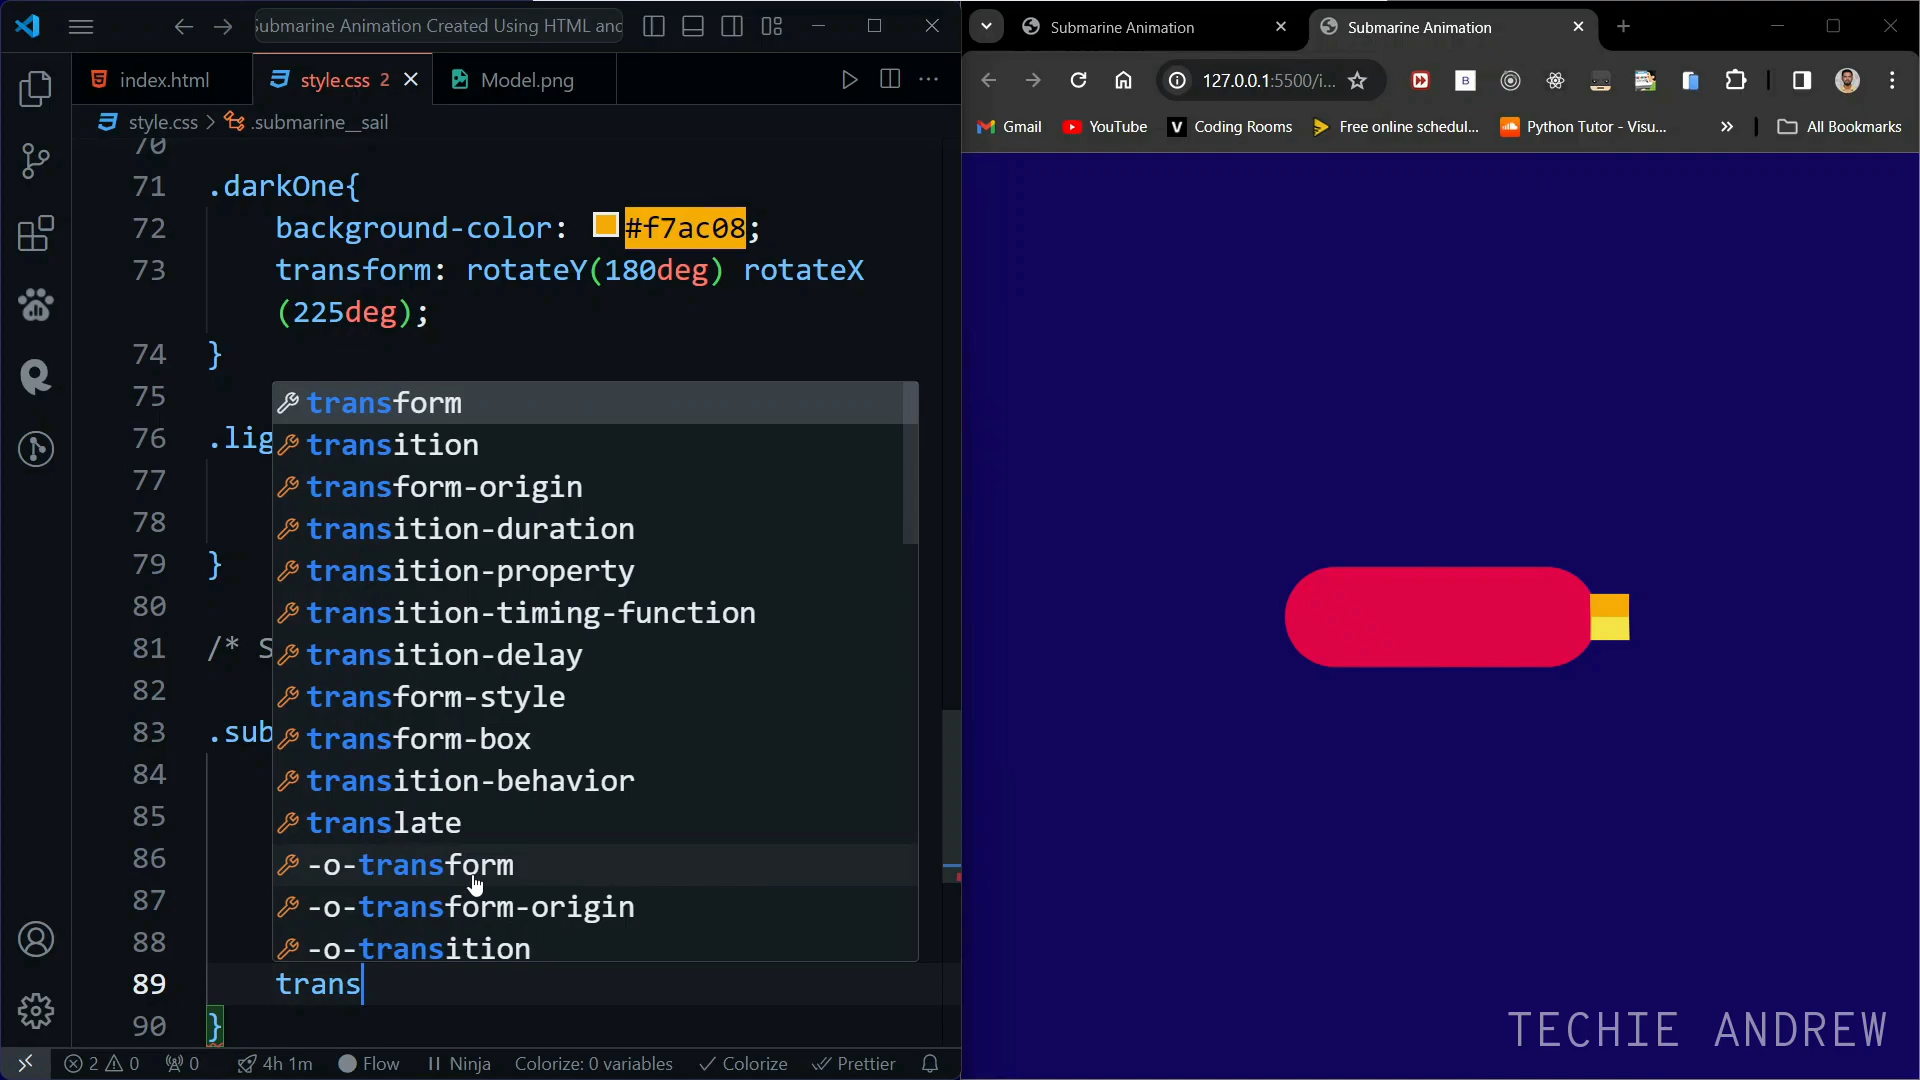 Submarine Animation Created Using HTML and
index.html
style.css 2
Model.png
style.css > .submarine__sail
70
71 .darkOne{
72 background-color: #f7ac08;
73 transform: rotateY(180deg) rotateX
(225deg);
74 }
75
76 .lig
77
78
79 }
80
81 /* S
82
83 .sub
84
85
86
87
88
89 trans
90 }
transform
transition
transform-origin
transition-duration
transition-property
transition-timing-function
transition-delay
transform-style
transform-box
transition-behavior
translate
-o-transform
-o-transform-origin
-o-transition
2 0 0 4h 1m Flow Ninja Colorize: 0 variables Colorize Prettier
Submarine Animation
Submarine Animation
127.0.0.1:5500/i...
Gmail YouTube Coding Rooms Free online schedul... Python Tutor - Visu... » All Bookmarks
TECHIE ANDREW